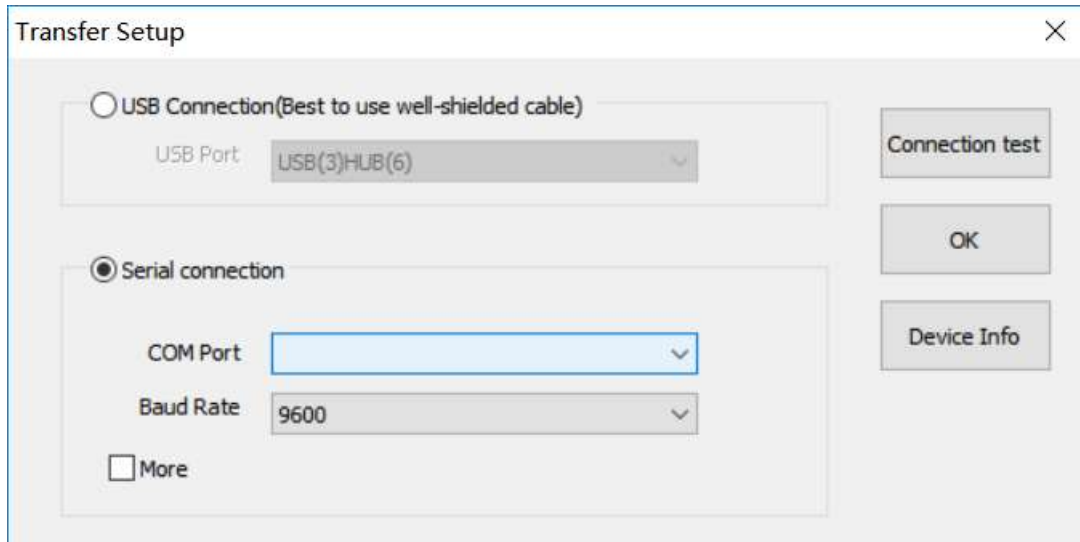 Transfer Setup
USB Connection(Best to use well-shielded cable)
USB Port
USB(3)HUB(6)
Connection test
OK
Serial connection
Device Info
COM Port
Baud Rate
9600
More